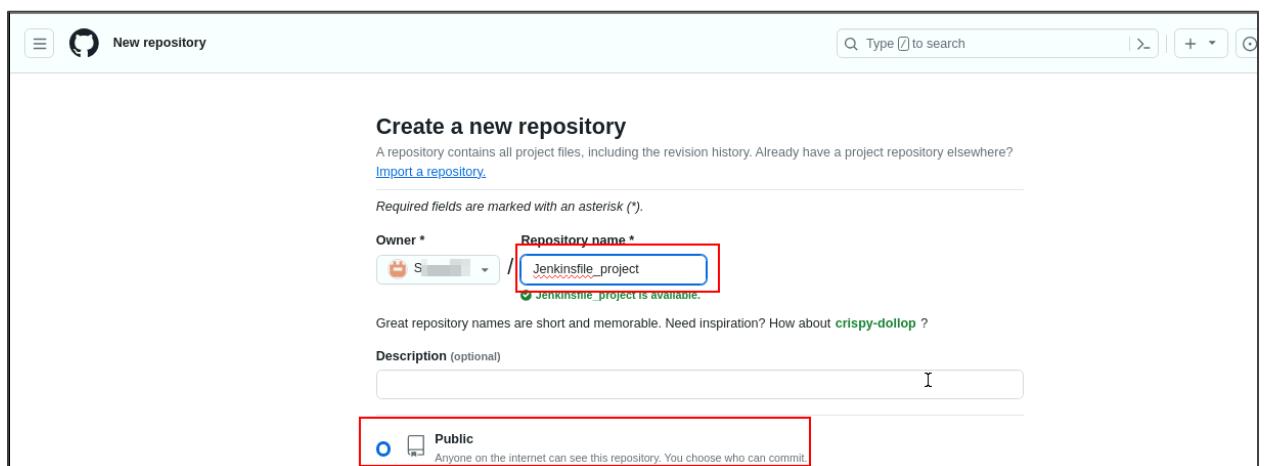 New repository
Type / to search
Create a new repository
A repository contains all project files, including the revision history. Already have a project repository elsewhere?
Import a repository.
Required fields are marked with an asterisk (*).
Owner * Repository name *
S / Jenkinsfile_project
Jenkinsfile_project is available.
Great repository names are short and memorable. Need inspiration? How about crispy-dollop ?
Description (optional)
Public
Anyone on the internet can see this repository. You choose who can commit.